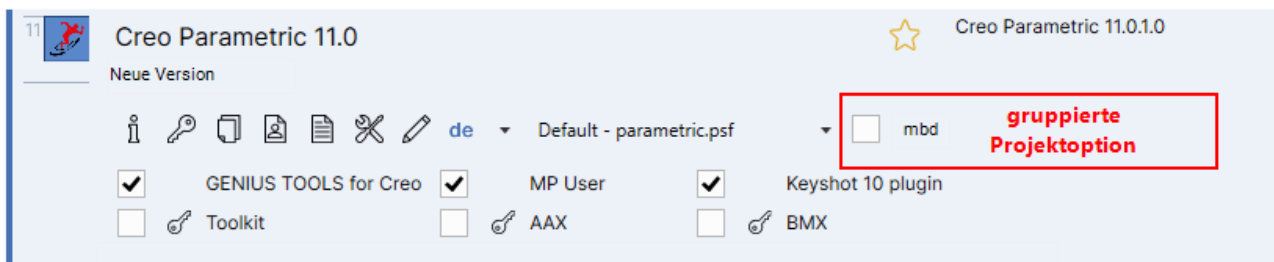 11
Creo Parametric 11.0
Creo Parametric 11.0.1.0
Neue Version
de
Default - parametric.psf
mbd
gruppierte
Projektoption
GENIUS TOOLS for Creo
MP User
Keyshot 10 plugin
Toolkit
AAX
BMX